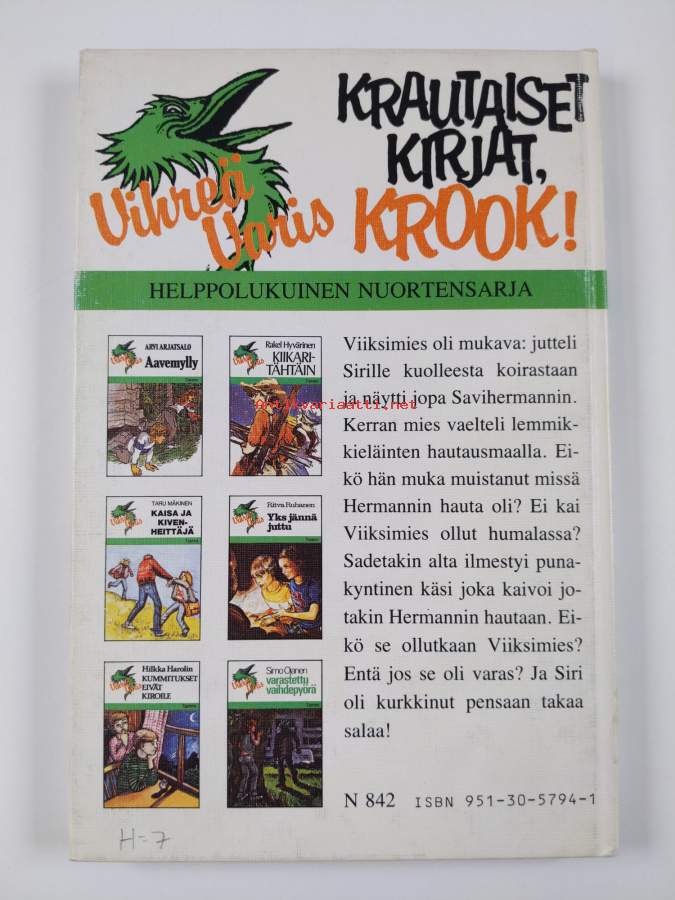 KRAUTAISET
KIRJAT,
KROOK!
Vihreä
Varis
HELPPOLUKUINEN NUORTENSARJA
ARVI ARJATSALO
Aavemylly
Rakel Hyvärinen
KIIKARI-
TÄHTÄIN
TARU MÄKINEN
KAISA JA
KIVEN-
HEITTÄJÄ
Ritva Ruhanen
Yks jännä
juttu
Hilkka Harolin
KUMMITUKSET
EIVÄT
KIROILE
Simo Ojanen
varastettu
vaihdepyörä
Viiksimies oli mukava: jutteli
Sirille kuolleesta koirastaan
ja näytti jopa Savihermannin.
Kerran mies vaelteli lemmik-
kieläinten hautausmaalla. Ei-
kö hän muka muistanut missä
Hermannin hauta oli? Ei kai
Viiksimies ollut humalassa?
Sadetakin alta ilmestyi puna-
kyntinen käsi joka kaivoi jo-
takin Hermannin hautaan. Ei-
kö se ollutkaan Viiksimies?
Entä jos se oli varas? Ja Siri
oli kurkkinut pensaan takaa
salaa!
N 842 ISBN 951-30-5794-1
H=7
Antikvariaatti.net